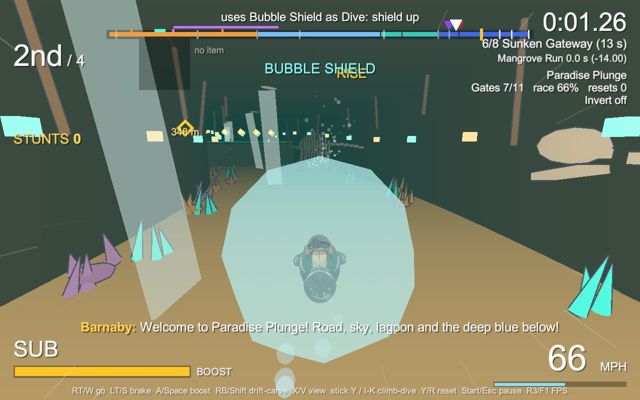 uses Bubble Shield as Dive: shield up
0:01.26
2nd / 4
no item
6/8 Sunken Gateway (13 s)
Mangrove Run 0.0 s (-14.00)
BUBBLE SHIELD
RISE
Paradise Plunge
Gates 7/11 race 66% resets 0
Invert off
STUNTS 0
Barnaby: Welcome to Paradise Plunge! Road, sky, lagoon and the deep blue below!
SUB
BOOST
66 MPH
RT/W go LT/S brake A/Space boost RB/Shift drift-carve X/V view stick Y / I-K climb-dive Y/R reset Start/Esc pause R3/F1 FPS